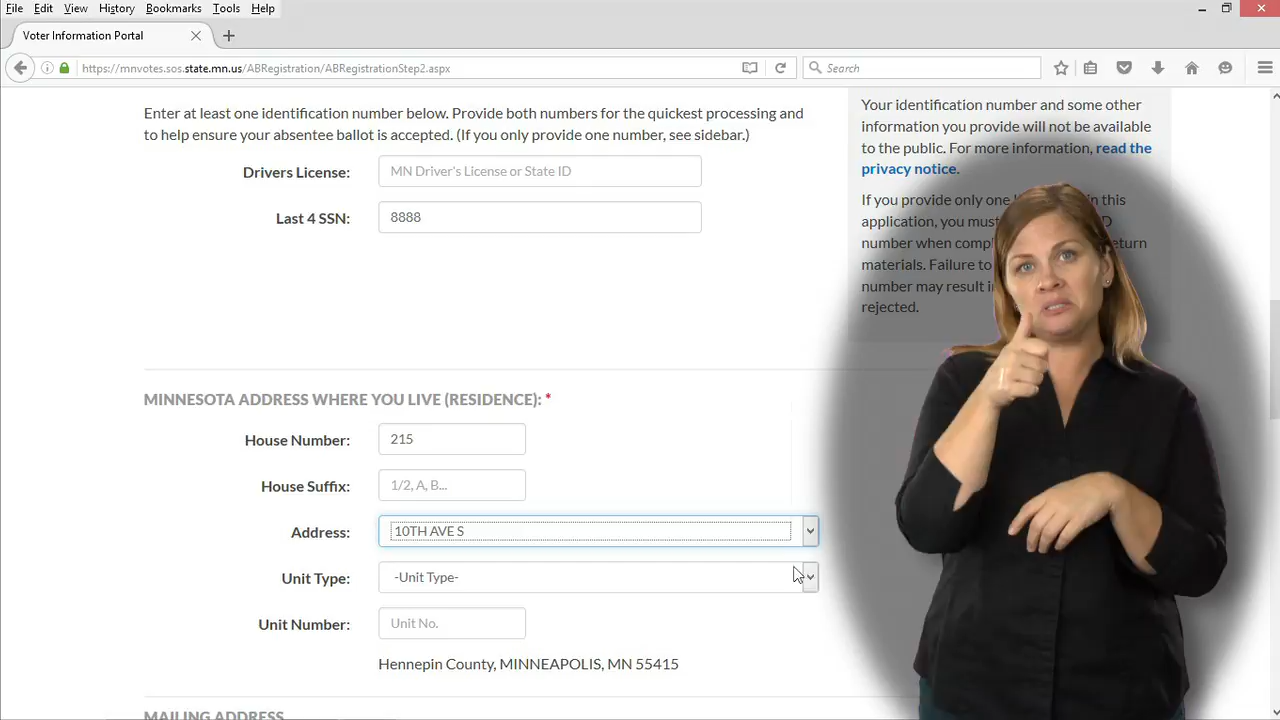 File Edit View History Bookmarks Tools Help
Voter Information Portal
https://mnvotes.sos.state.mn.us/ABRegistration/ABRegistrationStep2.aspx
Search
Enter at least one identification number below. Provide both numbers for the quickest processing and
to help ensure your absentee ballot is accepted. (If you only provide one number, see sidebar.)
Drivers License: MN Driver's License or State ID
Last 4 SSN: 8888
Your identification number and some other
information you provide will not be available
to the public. For more information, read the
privacy notice.
If you provide only one in this
application, you must
number when comp return
materials. Failure to
number may result in
rejected.
MINNESOTA ADDRESS WHERE YOU LIVE (RESIDENCE): *
House Number: 215
House Suffix: 1/2, A, B...
Address: 10TH AVE S
Unit Type: -Unit Type-
Unit Number: Unit No.
Hennepin County, MINNEAPOLIS, MN 55415
MAILING ADDRESS